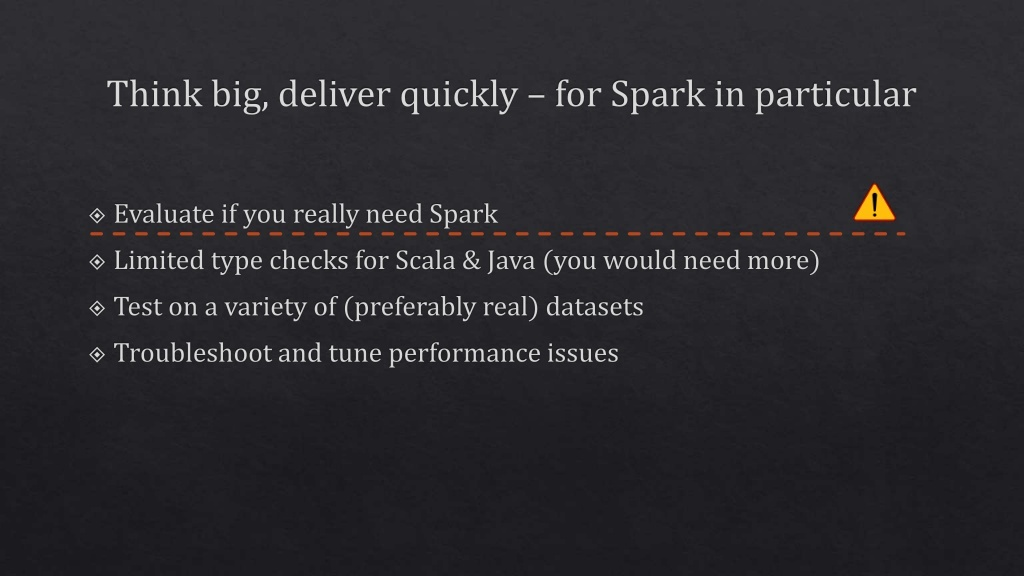 Think big, deliver quickly – for Spark in particular
Evaluate if you really need Spark
Limited type checks for Scala & Java (you would need more)
Test on a variety of (preferably real) datasets
Troubleshoot and tune performance issues